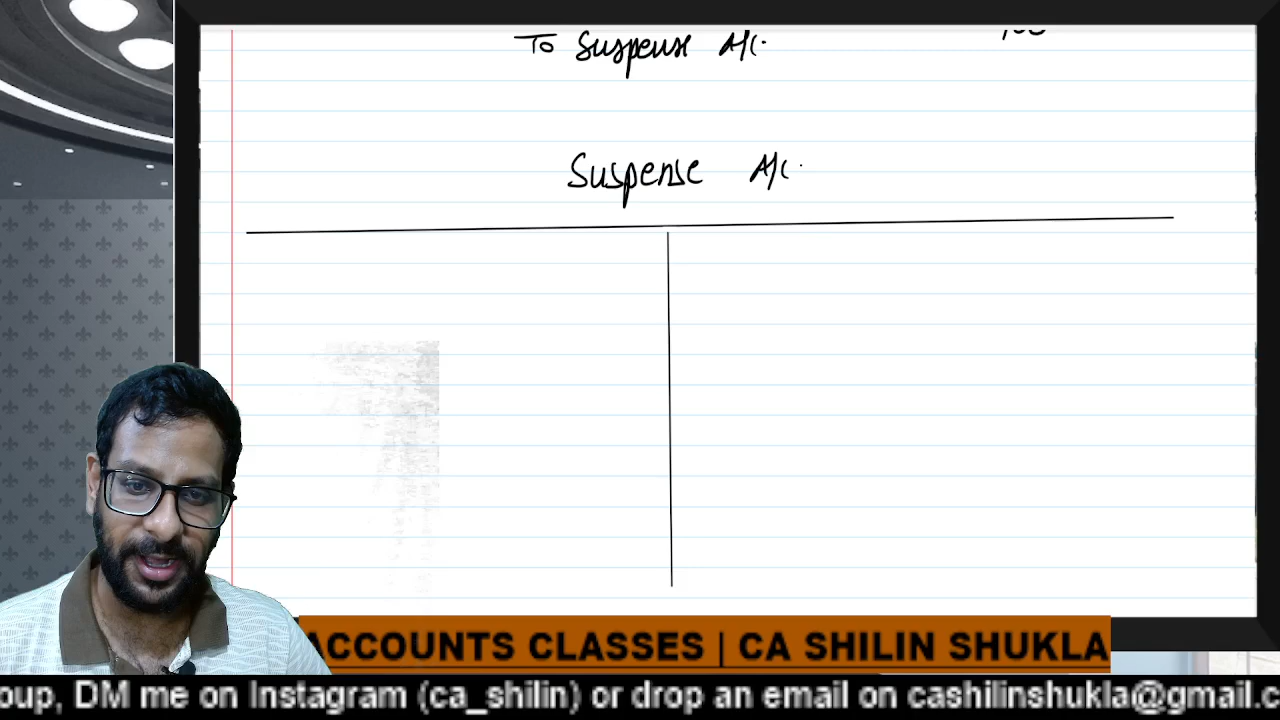 To Suspense A/c.
Suspense A/c.
ACCOUNTS CLASSES | CA SHILIN SHUKLA
oup, DM me on Instagram (ca_shilin) or drop an email on cashilinshukla@gmail.c